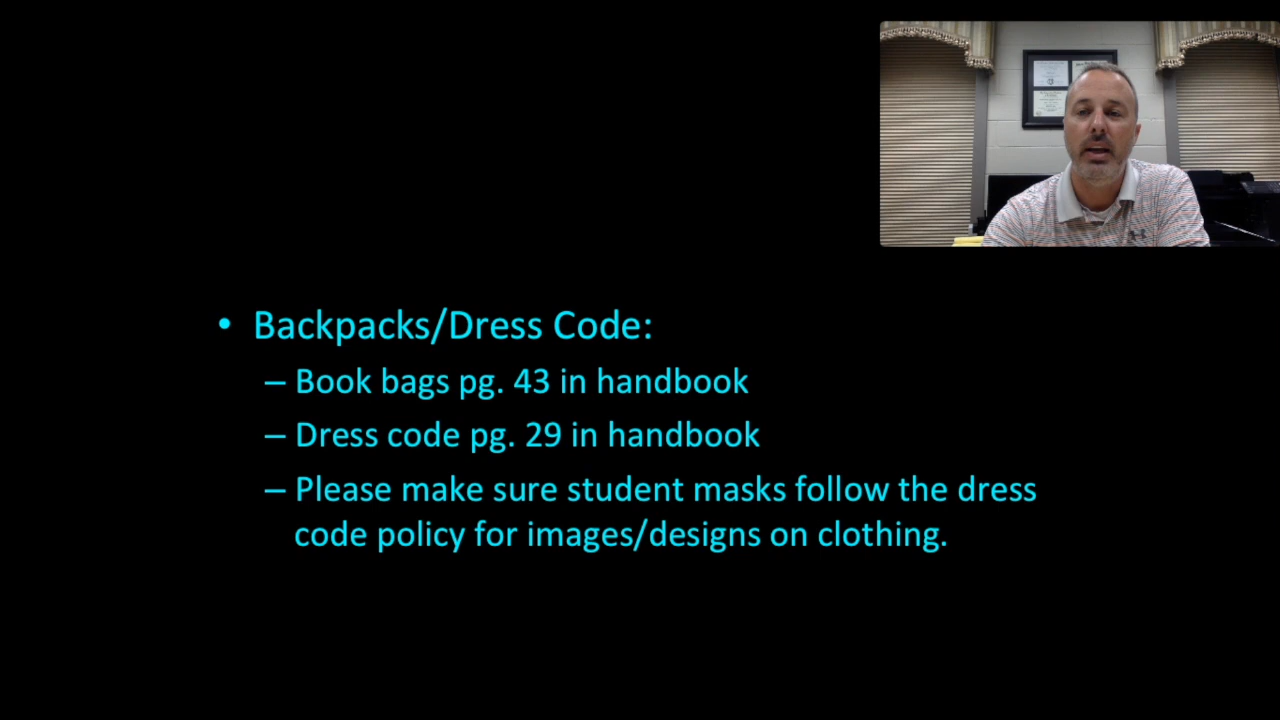 • Backpacks/Dress Code:
– Book bags pg. 43 in handbook
– Dress code pg. 29 in handbook
– Please make sure student masks follow the dress
code policy for images/designs on clothing.